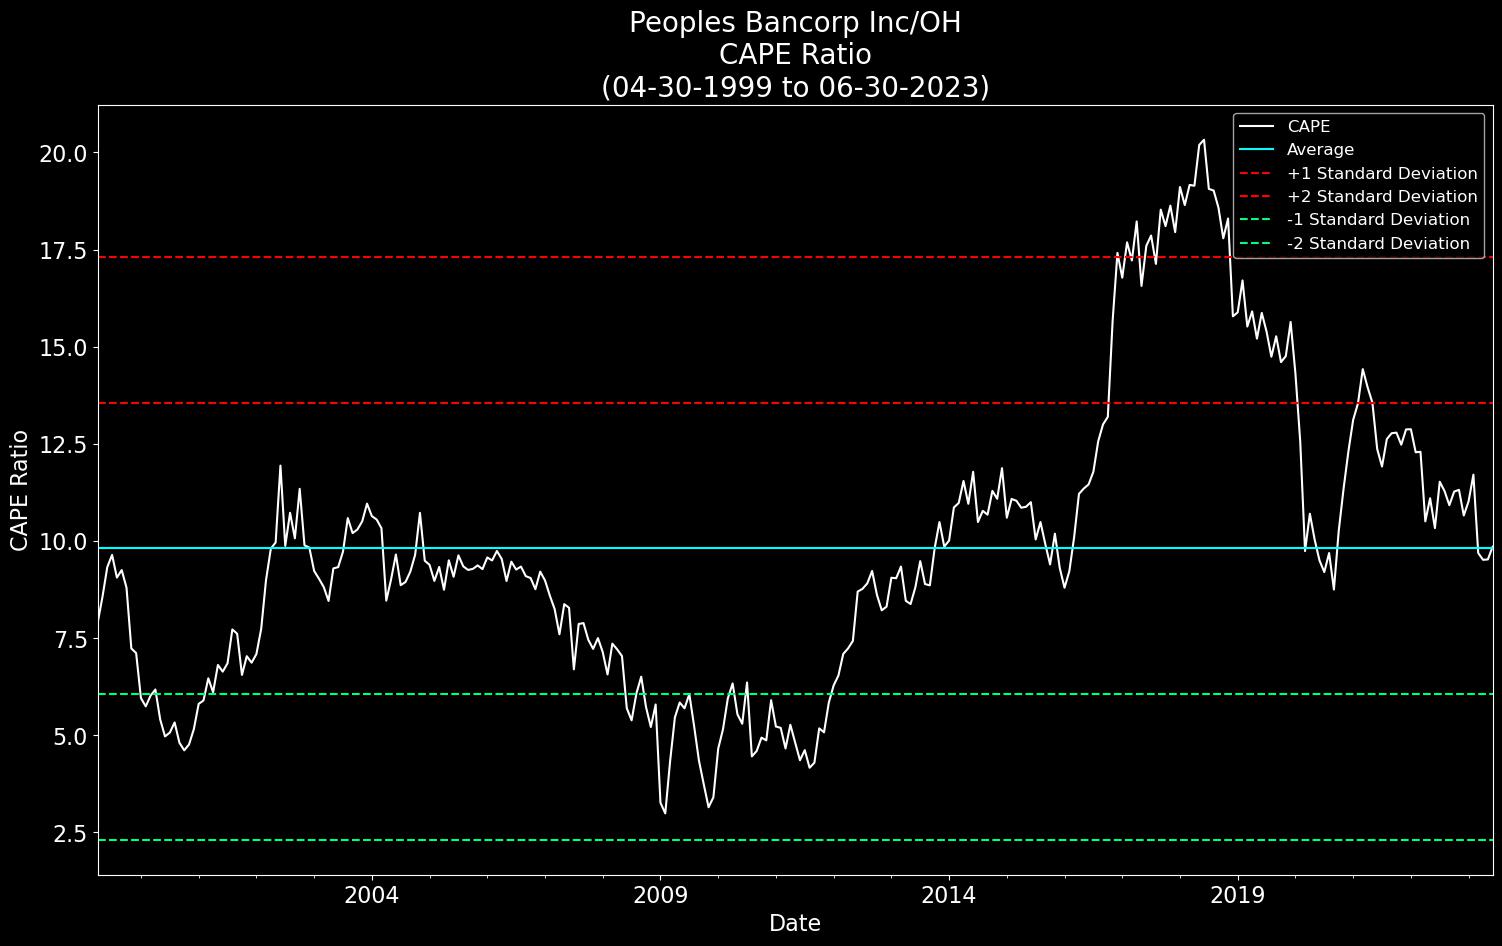 Peoples Bancorp Inc/OH
CAPE Ratio
(04-30-1999 to 06-30-2023)
CAPE
Average
+1 Standard Deviation
+2 Standard Deviation
-1 Standard Deviation
-2 Standard Deviation
20.0
17.5
15.0
12.5
10.0
7.5
5.0
2.5
CAPE Ratio
2004
2009
2014
2019
Date